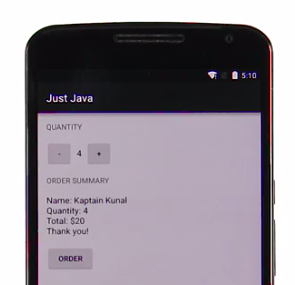 5:10
Just Java
QUANTITY
- 4 +
ORDER SUMMARY
Name: Kaptain Kunal
Quantity: 4
Total: $20
Thank you!
ORDER